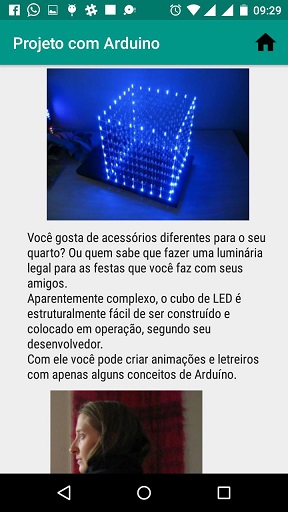 09:29
Projeto com Arduino
Você gosta de acessórios diferentes para o seu
quarto? Ou quem sabe que fazer uma luminária
legal para as festas que você faz com seus
amigos.
Aparentemente complexo, o cubo de LED é
estruturalmente fácil de ser construído e
colocado em operação, segundo seu
desenvolvedor.
Com ele você pode criar animações e letreiros
com apenas alguns conceitos de Arduíno.